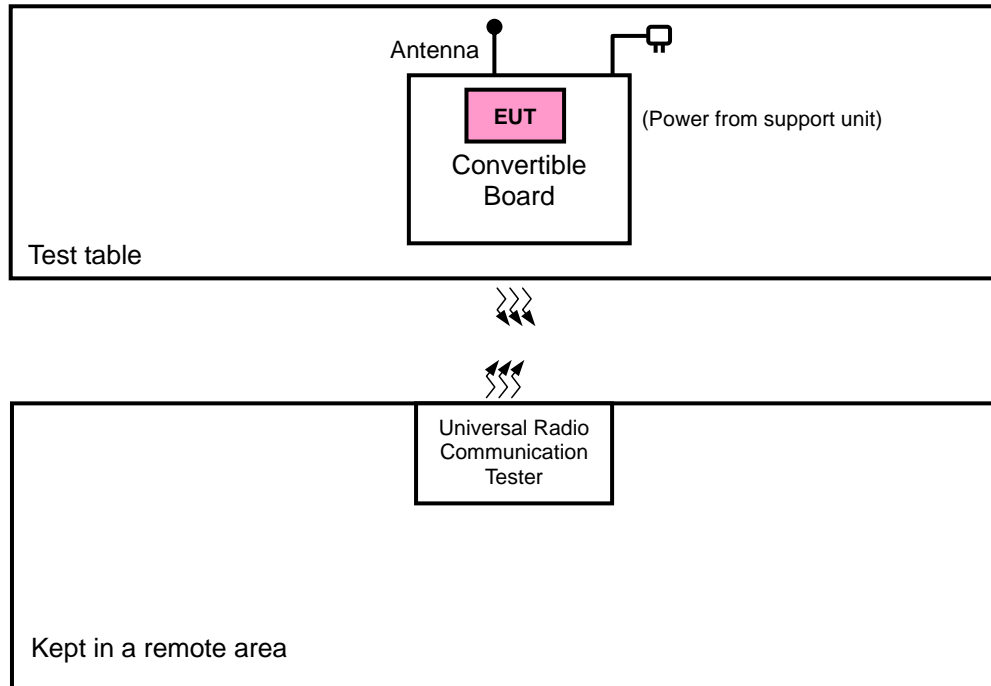 Antenna
EUT
(Power from support unit)
Convertible
Board
Test table
Universal Radio
Communication
Tester
Kept in a remote area